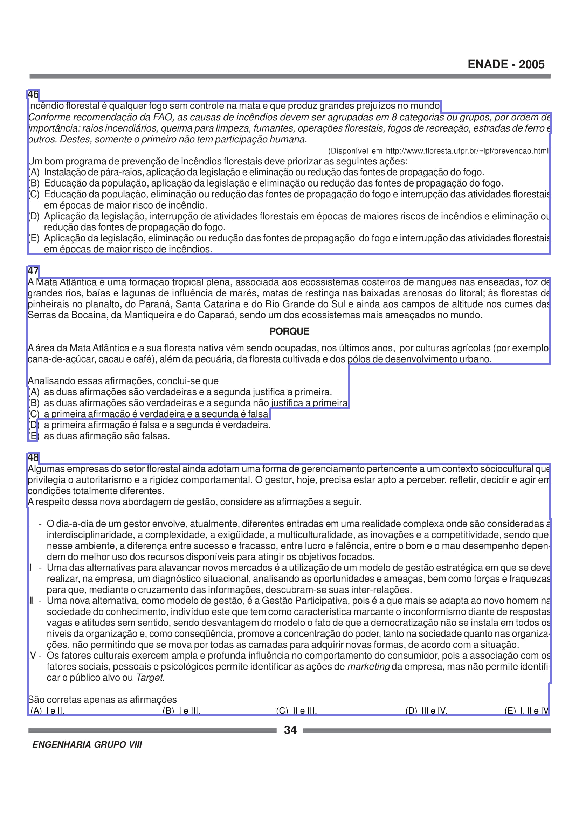 ENADE - 2005
46
Incêndio florestal é qualquer fogo sem controle na mata e que produz grandes prejuízos no mundo.
Conforme recomendação da FAO, as causas de incêndios devem ser agrupadas em 8 categorias ou grupos, por ordem de
importância: raios incendiários, queima para limpeza, fumantes, operações florestais, fogos de recreação, estradas de ferro e
outros. Destes, somente o primeiro não tem participação humana.
(Disponível em http://www.floresta.ufpr.br/~lpf/prevencao.html)
Um bom programa de prevenção de incêndios florestais deve priorizar as seguintes ações:
(A) Instalação de pára-raios, aplicação da legislação e eliminação ou redução das fontes de propagação do fogo.
(B) Educação da população, aplicação da legislação e eliminação ou redução das fontes de propagação do fogo.
(C) Educação da população, eliminação ou redução das fontes de propagação do fogo e interrupção das atividades florestais
em épocas de maior risco de incêndio.
(D) Aplicação da legislação, interrupção de atividades florestais em épocas de maiores riscos de incêndios e eliminação ou
redução das fontes de propagação do fogo.
(E) Aplicação da legislação, eliminação ou redução das fontes de propagação do fogo e interrupção das atividades florestais
em épocas de maior risco de incêndios.
47
A Mata Atlântica é uma formação tropical plena, associada aos ecossistemas costeiros de mangues nas enseadas, foz de
grandes rios, baías e lagunas de influência de marés, matas de restinga nas baixadas arenosas do litoral; às florestas de
pinheirais no planalto, do Paraná, Santa Catarina e do Rio Grande do Sul e ainda aos campos de altitude nos cumes das
Serras da Bocaina, da Mantiqueira e do Caparaó, sendo um dos ecossistemas mais ameaçados no mundo.
PORQUE
A área da Mata Atlântica e a sua floresta nativa vêm sendo ocupadas, nos últimos anos, por culturas agrícolas (por exemplo,
cana-de-açúcar, cacau e café), além da pecuária, da floresta cultivada e dos pólos de desenvolvimento urbano.
Analisando essas afirmações, conclui-se que
(A) as duas afirmações são verdadeiras e a segunda justifica a primeira.
(B) as duas afirmações são verdadeiras e a segunda não justifica a primeira.
(C) a primeira afirmação é verdadeira e a segunda é falsa.
(D) a primeira afirmação é falsa e a segunda é verdadeira.
(E) as duas afirmação são falsas.
48
Algumas empresas do setor florestal ainda adotam uma forma de gerenciamento pertencente a um contexto sociocultural que
privilegia o autoritarismo e a rigidez comportamental. O gestor, hoje, precisa estar apto a perceber, refletir, decidir e agir em
condições totalmente diferentes.
A respeito dessa nova abordagem de gestão, considere as afirmações a seguir.
- O dia-a-dia de um gestor envolve, atualmente, diferentes entradas em uma realidade complexa onde são consideradas a
interdisciplinaridade, a complexidade, a exigüidade, a multiculturalidade, as inovações e a competitividade, sendo que,
nesse ambiente, a diferença entre sucesso e fracasso, entre lucro e falência, entre o bom e o mau desempenho depen-
dem do melhor uso dos recursos disponíveis para atingir os objetivos focados.
II - Uma das alternativas para alavancar novos mercados é a utilização de um modelo de gestão estratégica em que se deve
realizar, na empresa, um diagnóstico situacional, analisando as oportunidades e ameaças, bem como forças e fraquezas
para que, mediante o cruzamento das informações, descubram-se suas inter-relações.
III - Uma nova alternativa, como modelo de gestão, é a Gestão Participativa, pois é a que mais se adapta ao novo homem na
sociedade do conhecimento, indivíduo este que tem como característica marcante o inconformismo diante de respostas
vagas e atitudes sem sentido, sendo desvantagem do modelo o fato de que a democratização não se instala em todos os
níveis da organização e, como conseqüência, promove a concentração do poder, tanto na sociedade quanto nas organiza-
ções, não permitindo que se mova por todas as camadas para adquirir novas formas, de acordo com a situação.
IV - Os fatores culturais exercem ampla e profunda influência no comportamento do consumidor, pois a associação com os
fatores sociais, pessoais e psicológicos permite identificar as ações de marketing da empresa, mas não permite identifi-
car o público alvo ou Target.
São corretas apenas as afirmações
(A) I e II. (B) I e III. (C) II e III. (D) III e IV. (E) I, II e IV.
34
ENGENHARIA GRUPO VIII